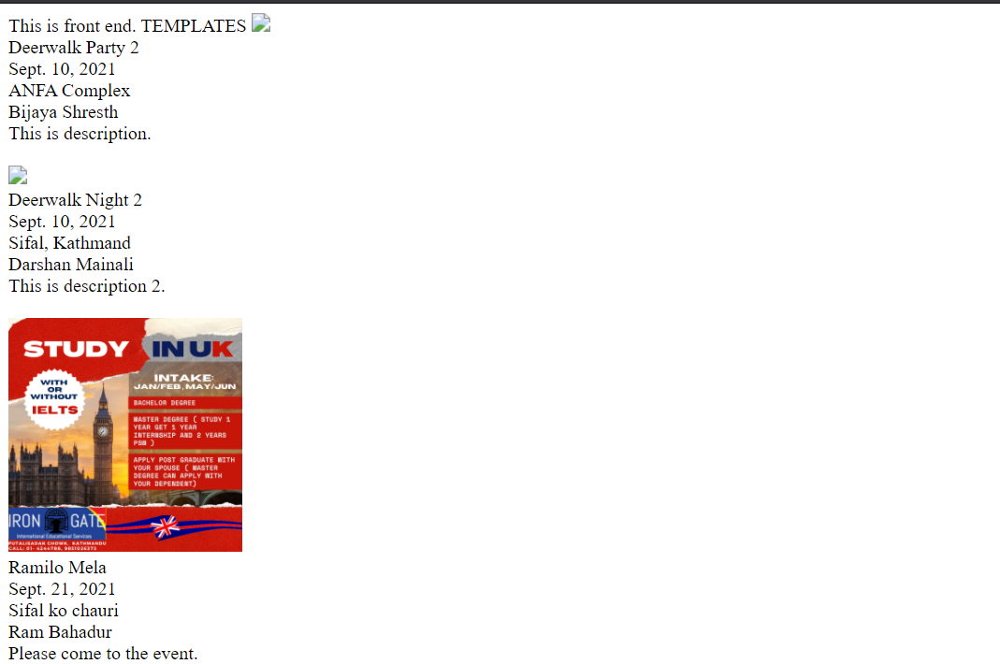 This is front end. TEMPLATES
Deerwalk Party 2
Sept. 10, 2021
ANFA Complex
Bijaya Shresth
This is description.
Deerwalk Night 2
Sept. 10, 2021
Sifal, Kathmand
Darshan Mainali
This is description 2.
STUDY IN UK
WITH
OR
WITHOUT
IELTS
INTAKE:
JAN/FEB, MAY/JUN
BACHELOR DEGREE
MASTER DEGREE ( STUDY 1
YEAR GET 1 YEAR
INTERNSHIP AND 2 YEARS
PSW )
APPLY POST GRADUATE WITH
YOUR SPOUSE ( MASTER
DEGREE CAN APPLY WITH
YOUR DEPENDENT)
IRON GATE
International Educational Services
PUTALISADAK CHOWK, KATHMANDU
CALL: 01-
Ramilo Mela
Sept. 21, 2021
Sifal ko chauri
Ram Bahadur
Please come to the event.